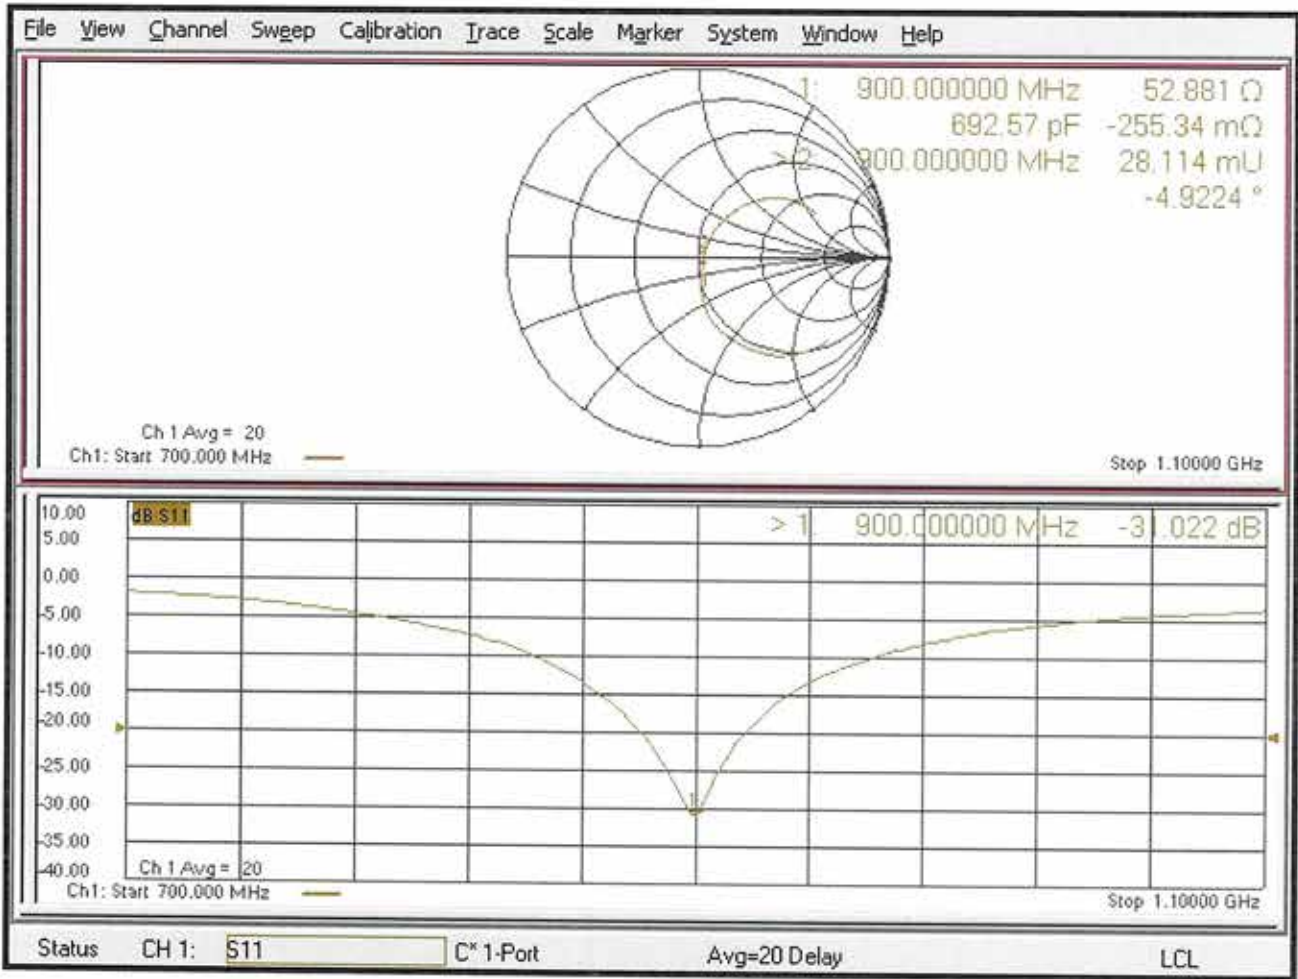 File View Channel Sweep Calibration Trace Scale Marker System Window Help
1: 900.000000 MHz 52.881 Ω
692.57 pF -255.34 mΩ
> 2: 900.000000 MHz 28.114 mU
-4.9224 °
Ch 1 Avg = 20
Ch1: Start 700.000 MHz
Stop 1.10000 GHz
10.00
dB S11
> 1: 900.000000 MHz -31.022 dB
5.00
0.00
-5.00
-10.00
-15.00
-20.00
-25.00
-30.00
1
-35.00
-40.00
Ch 1 Avg = 20
Ch1: Start 700.000 MHz
Stop 1.10000 GHz
Status CH 1: S11 C* 1-Port Avg=20 Delay LCL